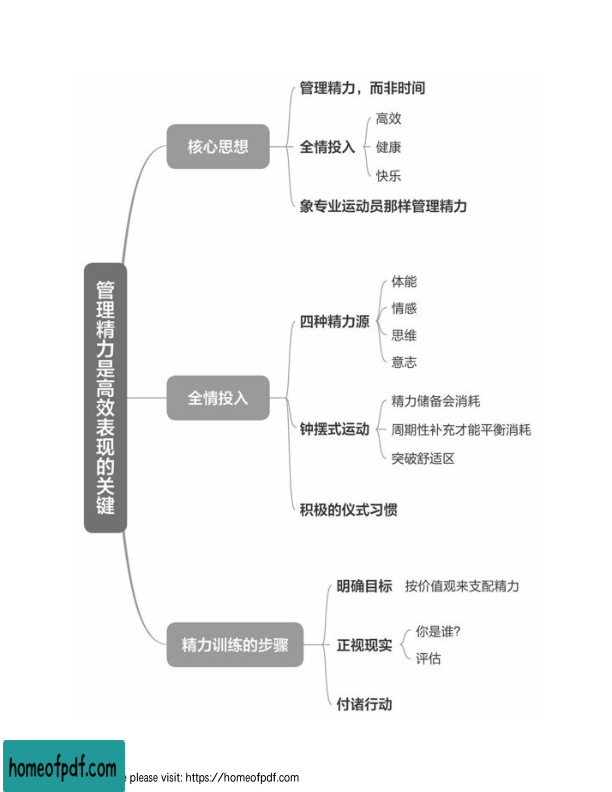 管理精力是高效表现的关键
核心思想
管理精力，而非时间
全情投入
高效
健康
快乐
象专业运动员那样管理精力
全情投入
四种精力源
体能
情感
思维
意志
钟摆式运动
精力储备会消耗
周期性补充才能平衡消耗
突破舒适区
积极的仪式习惯
精力训练的步骤
明确目标 按价值观来支配精力
正视现实
你是谁?
评估
付诸行动
homeofpdf.com
please visit: https://homeofpdf.com